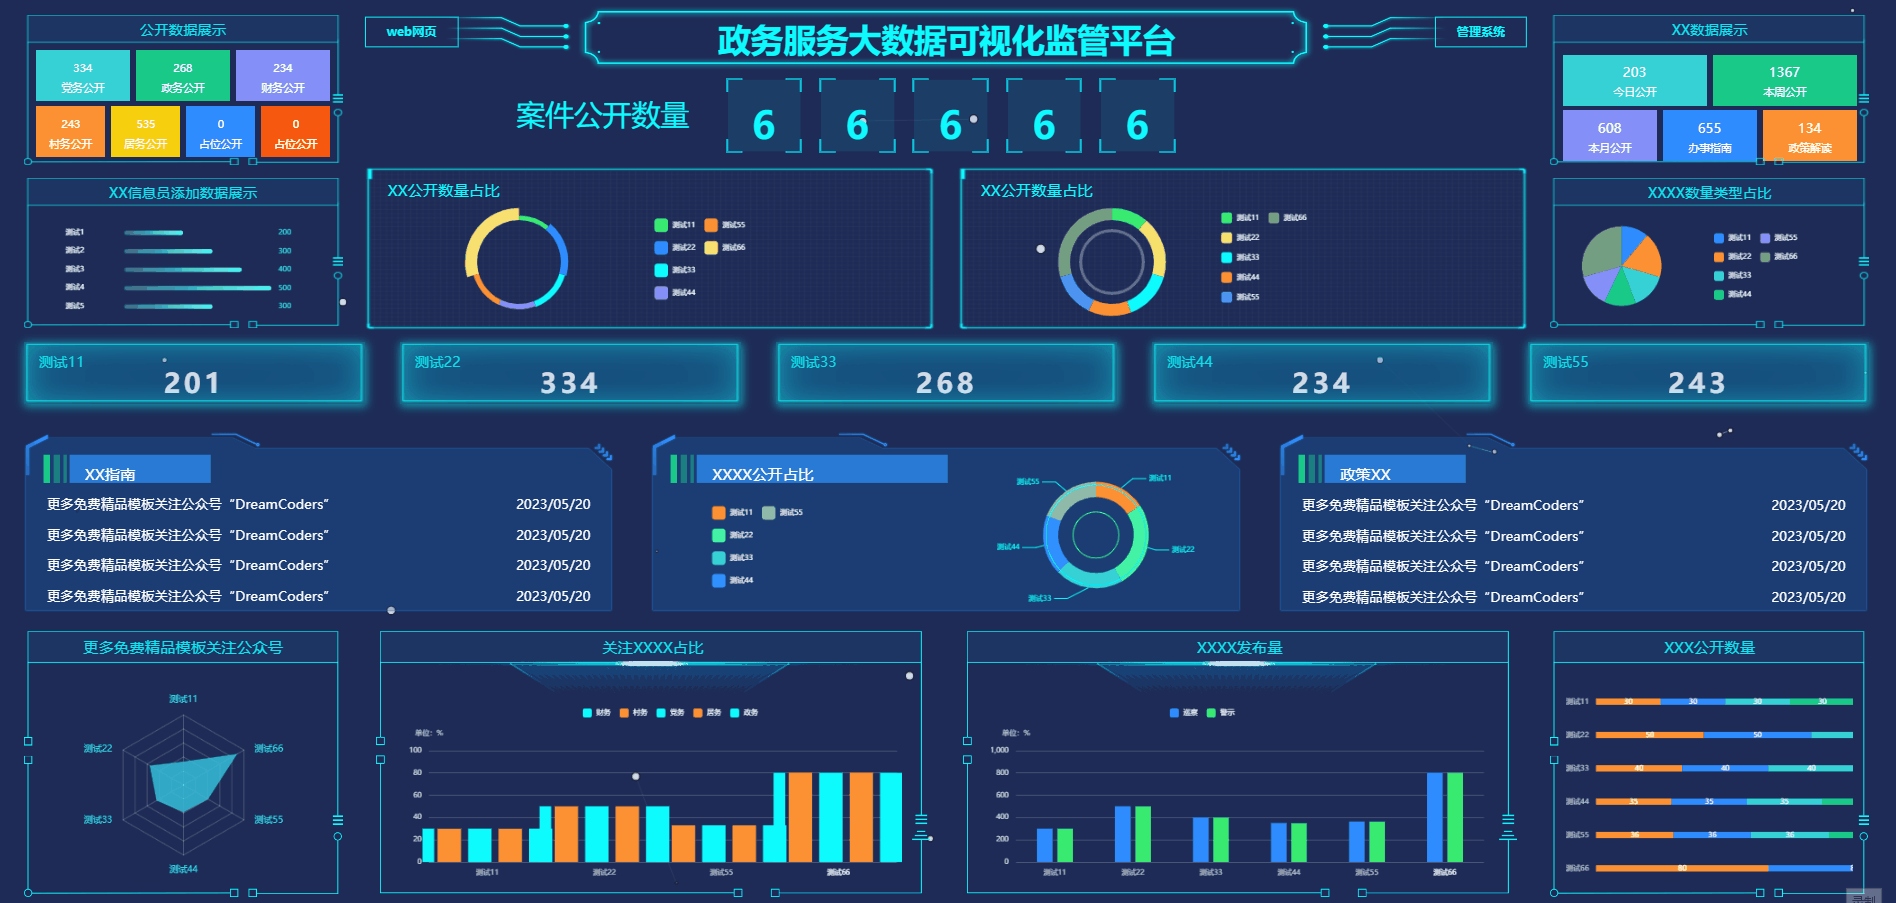 公开数据展示
334
党务公开
268
政务公开
234
财务公开
243
村务公开
535
居务公开
0
占位公开
0
占位公开
web网页
政务服务大数据可视化监管平台
管理系统
案件公开数量
6 6 6 6 6
XX数据展示
203
今日公开
1367
本周公开
608
本月公开
655
办事指南
134
政策解读
XX信息员添加数据展示
测试1 200
测试2 300
测试3 400
测试4 500
测试5 300
XX公开数量占比
测试11 测试55
测试22 测试66
测试33
测试44
XX公开数量占比
测试11 测试66
测试22
测试33
测试44
测试55
XXXX数量类型占比
测试11 测试55
测试22 测试66
测试33
测试44
测试11
201
测试22
334
测试33
268
测试44
234
测试55
243
XX指南
更多免费精品模板关注公众号“DreamCoders” 2023/05/20
更多免费精品模板关注公众号“DreamCoders” 2023/05/20
更多免费精品模板关注公众号“DreamCoders” 2023/05/20
更多免费精品模板关注公众号“DreamCoders” 2023/05/20
XXXX公开占比
测试11 测试55
测试22
测试33
测试44
测试55
测试11
测试44
测试22
测试33
政策XX
更多免费精品模板关注公众号“DreamCoders” 2023/05/20
更多免费精品模板关注公众号“DreamCoders” 2023/05/20
更多免费精品模板关注公众号“DreamCoders” 2023/05/20
更多免费精品模板关注公众号“DreamCoders” 2023/05/20
更多免费精品模板关注公众号
测试11
测试22
测试66
测试33
测试55
测试44
关注XXXX占比
财务 村务 党务 居务 政务
单位：%
100
80
60
40
20
0
测试11 测试22 测试55 测试66
XXXX发布量
巡察 警示
单位：%
1,000
800
600
400
200
0
测试11 测试22 测试33 测试44 测试55 测试66
XXX公开数量
测试11 30 30 30 30
测试22 50 50
测试33 40 40 40
测试44 35 35 35
测试55 36 36 36
测试66 80
录制